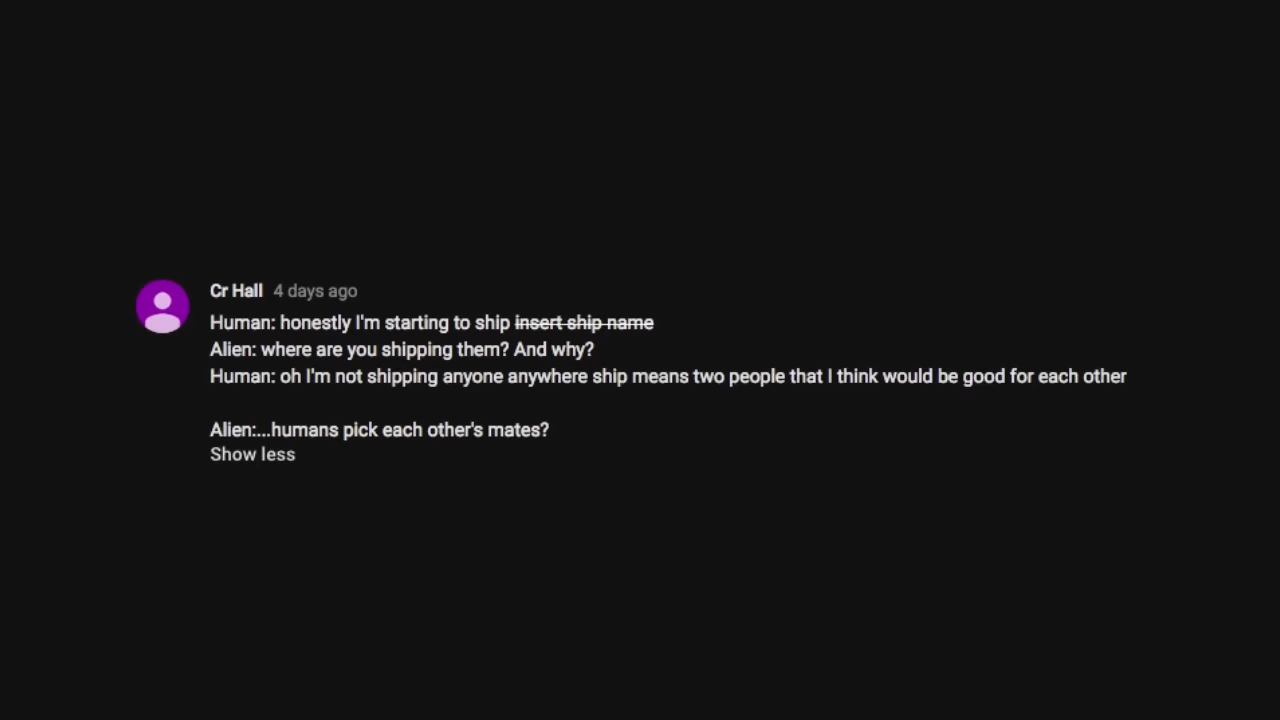 Cr Hall 4 days ago
Human: honestly I'm starting to ship insert ship name
Alien: where are you shipping them? And why?
Human: oh I'm not shipping anyone anywhere ship means two people that I think would be good for each other
Alien:...humans pick each other's mates?
Show less